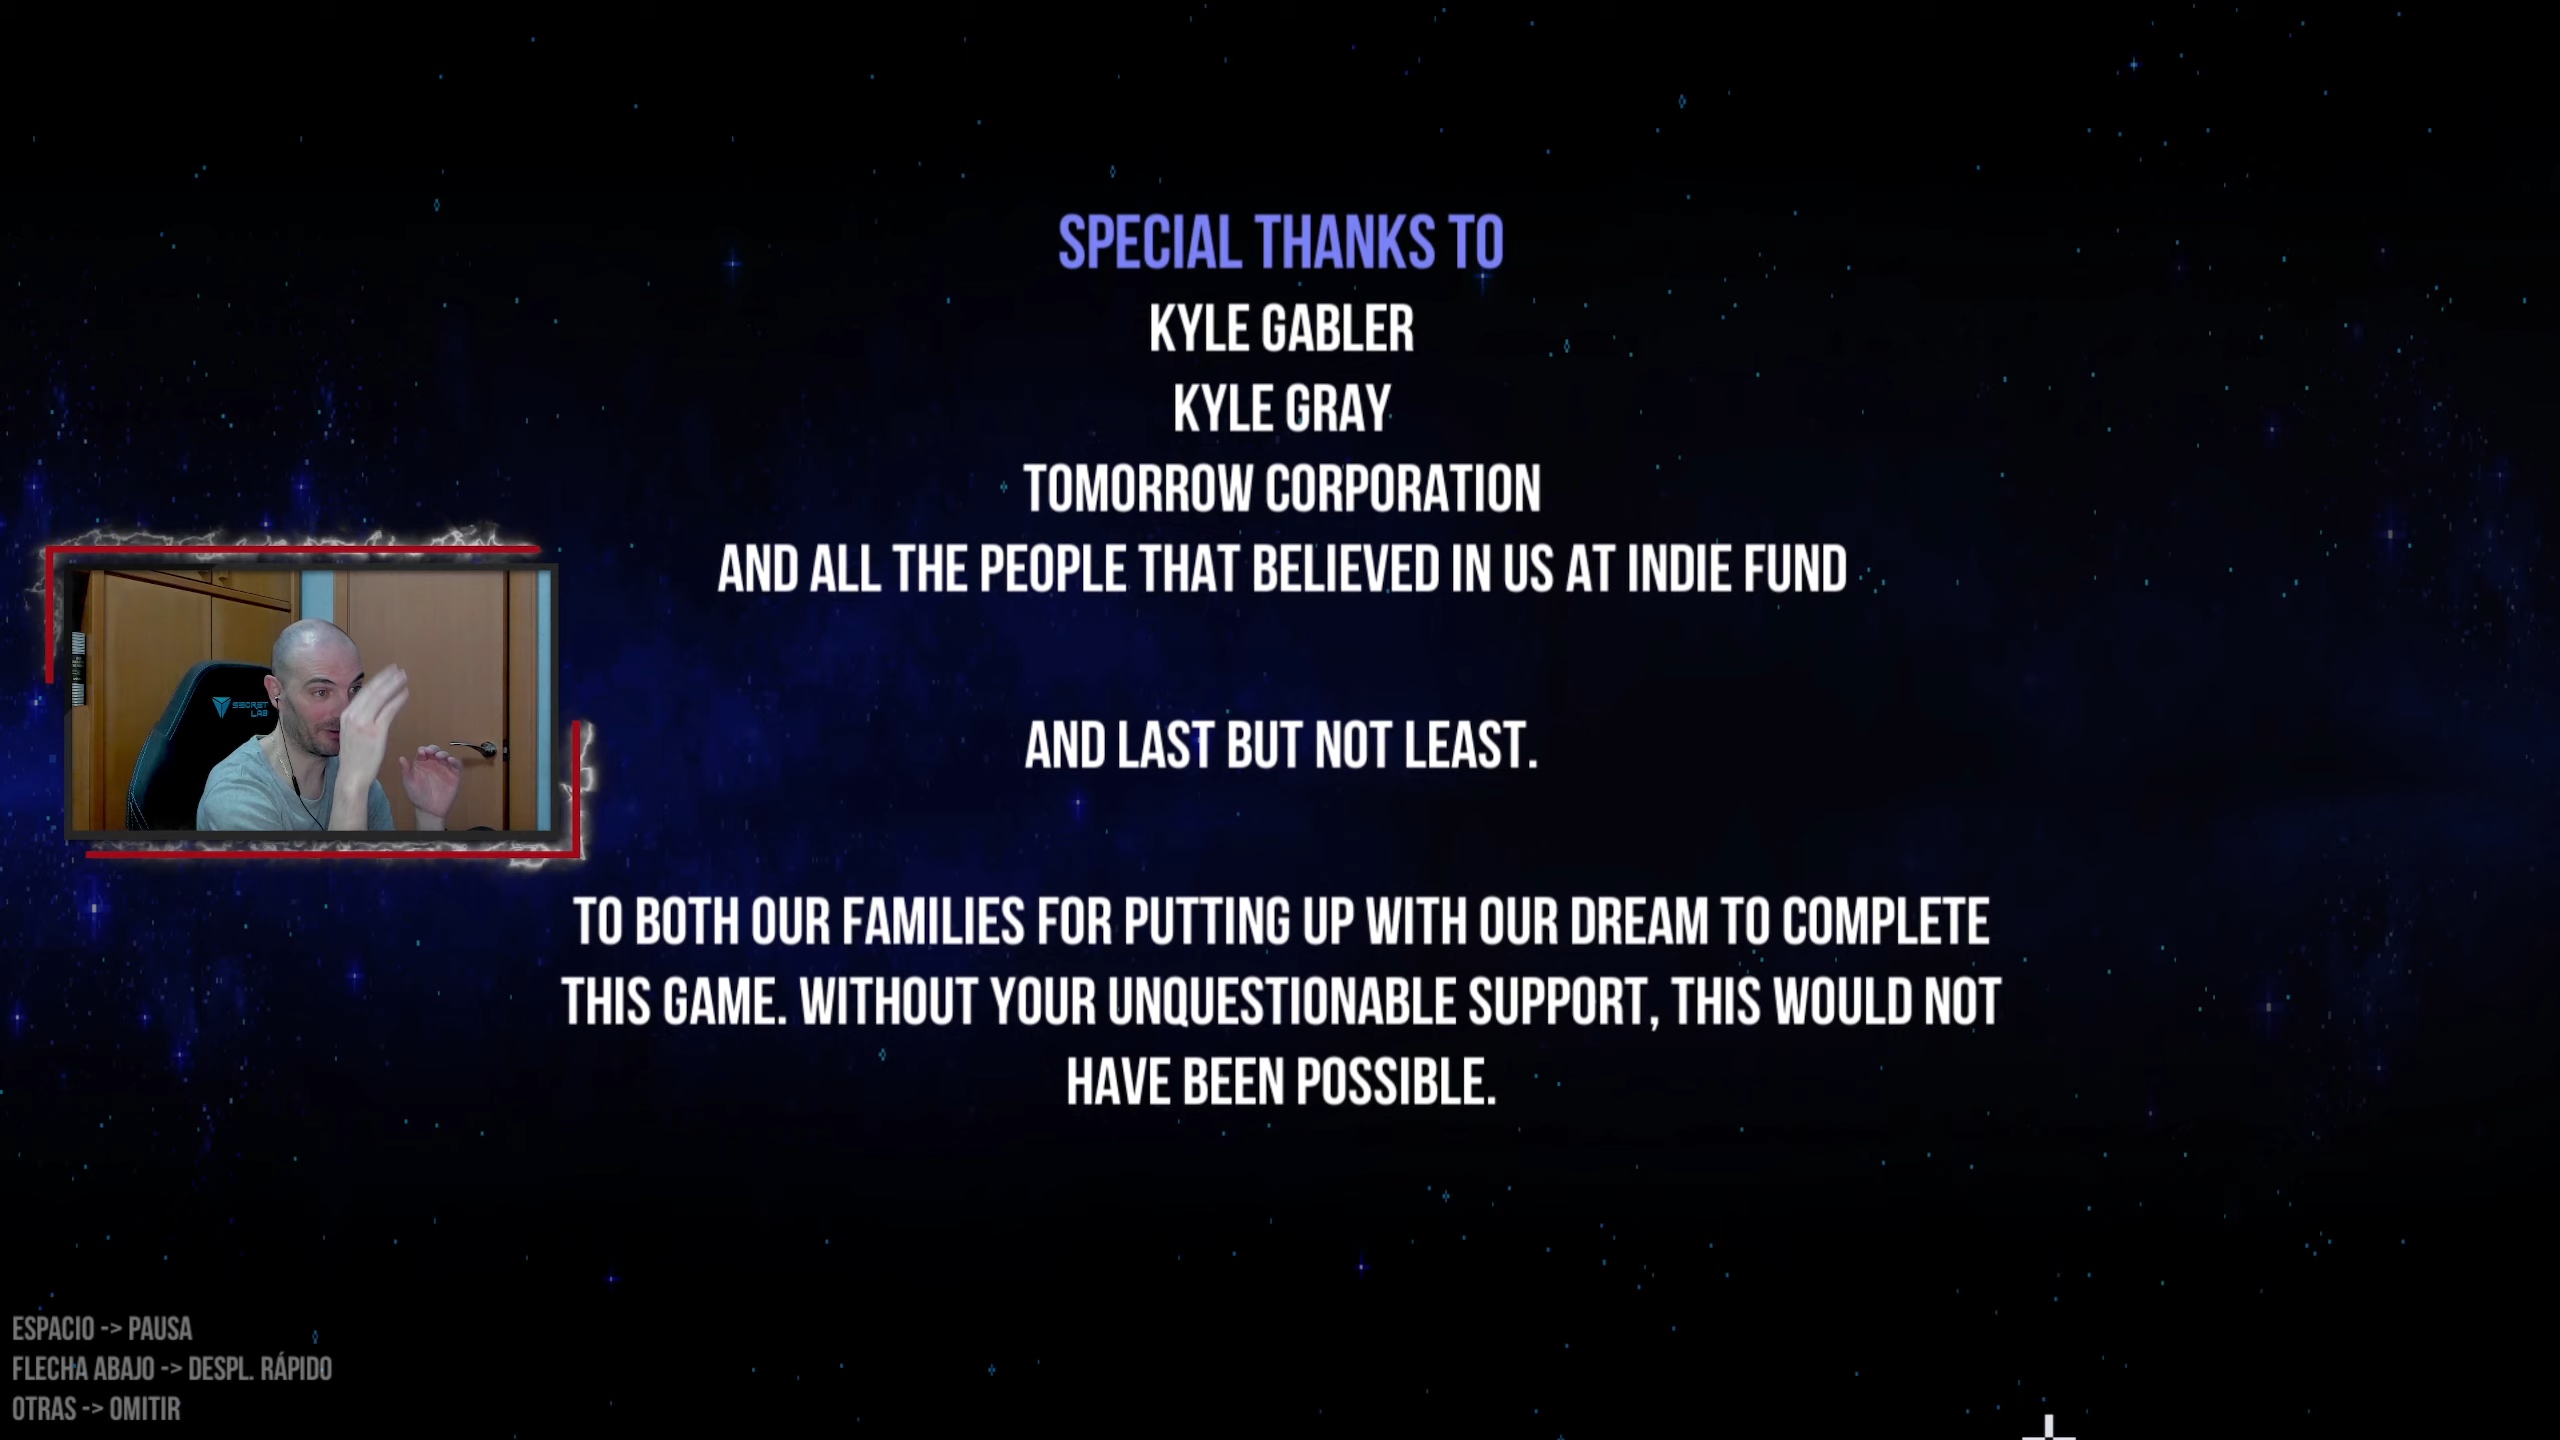 SPECIAL THANKS TO
KYLE GABLER
KYLE GRAY
TOMORROW CORPORATION
AND ALL THE PEOPLE THAT BELIEVED IN US AT INDIE FUND
AND LAST BUT NOT LEAST.
SECRET
LAB
TO BOTH OUR FAMILIES FOR PUTTING UP WITH OUR DREAM TO COMPLETE
THIS GAME. WITHOUT YOUR UNQUESTIONABLE SUPPORT, THIS WOULD NOT
HAVE BEEN POSSIBLE.
ESPACIO -> PAUSA
FLECHA ABAJO -> DESPL. RÁPIDO
OTRAS -> OMITIR